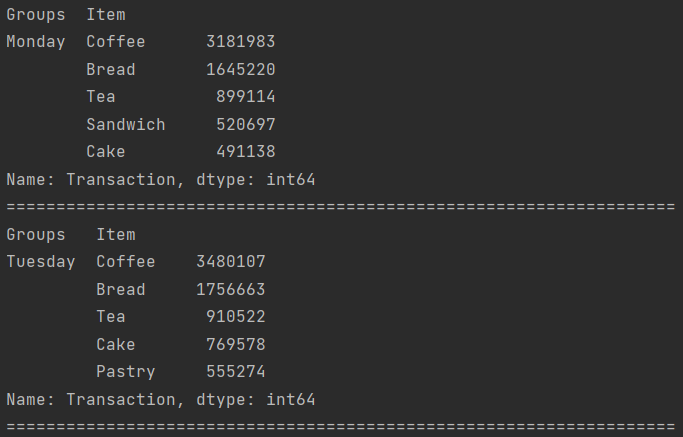 Groups  Item
Monday  Coffee      3181983
        Bread       1645220
        Tea          899114
        Sandwich     520697
        Cake         491138
Name: Transaction, dtype: int64
===================================================================
Groups   Item
Tuesday  Coffee    3480107
         Bread     1756663
         Tea        910522
         Cake       769578
         Pastry     555274
Name: Transaction, dtype: int64
===================================================================